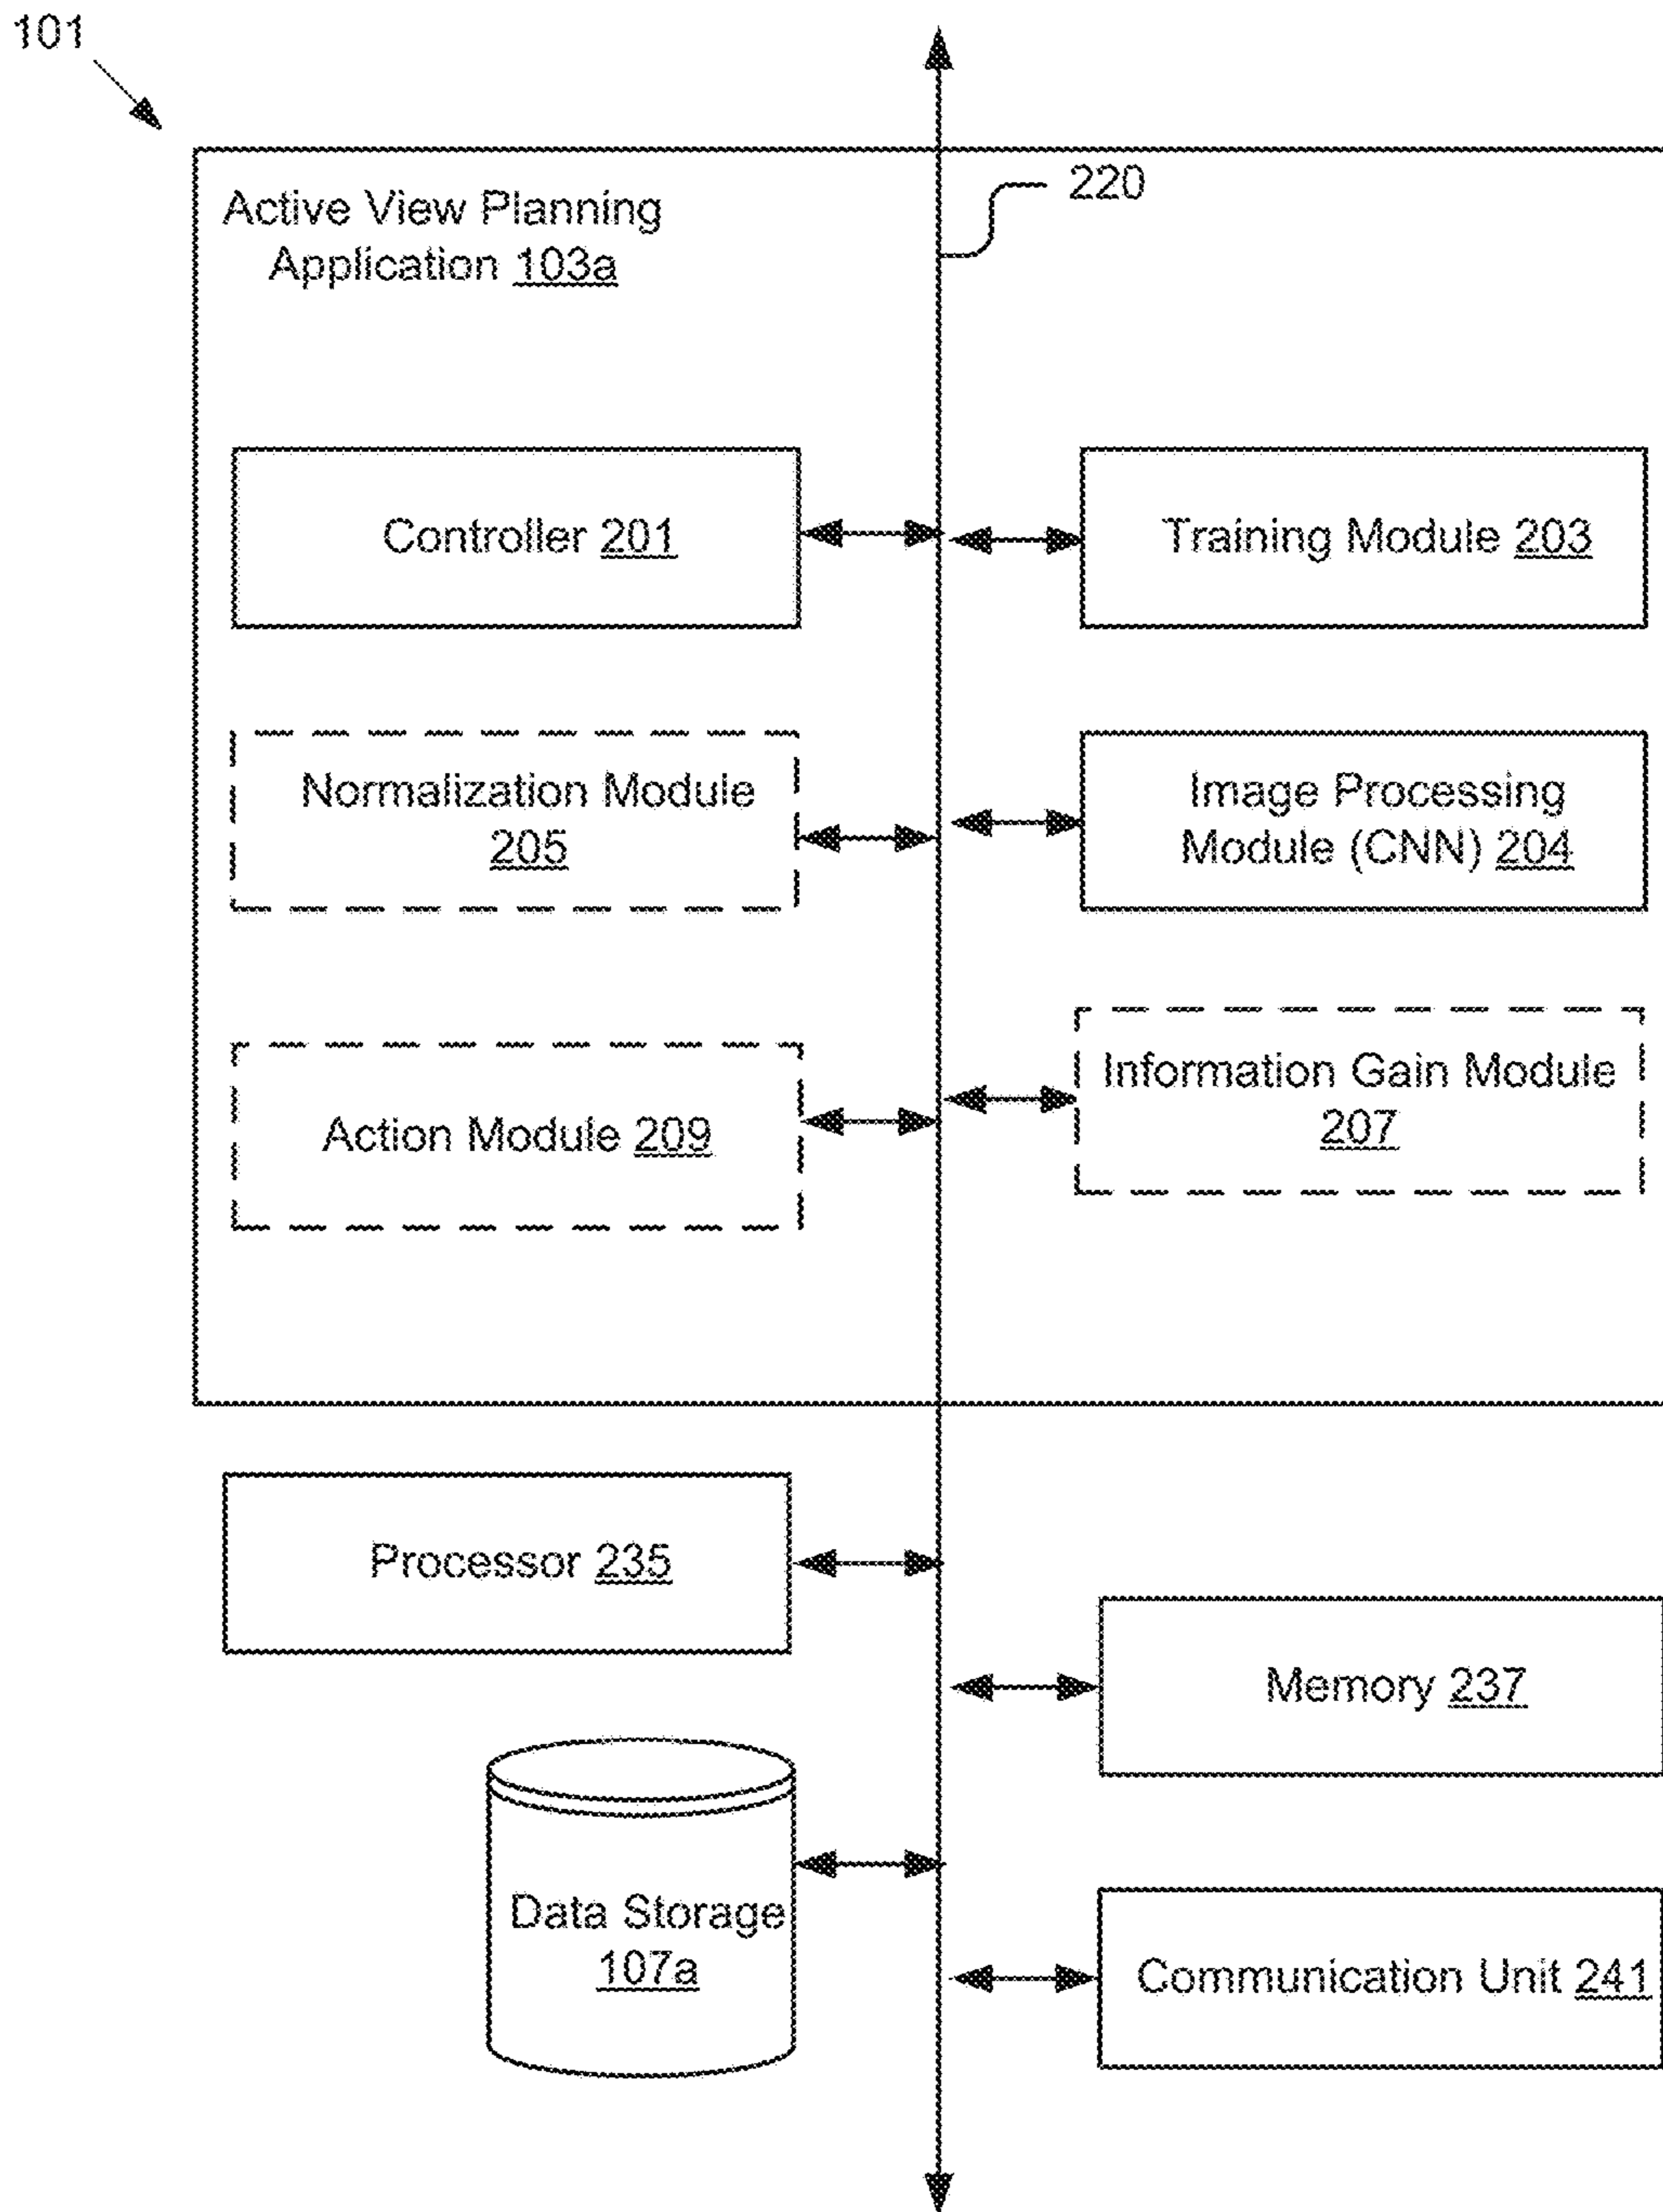 101
220
Active View Planning
Application 103a
Controller 201
Training Module 203
Normalization Module
205
Image Processing
Module (CNN) 204
Action Module 209
Information Gain Module
207
Processor 235
Memory 237
Data Storage
107a
Communication Unit 241